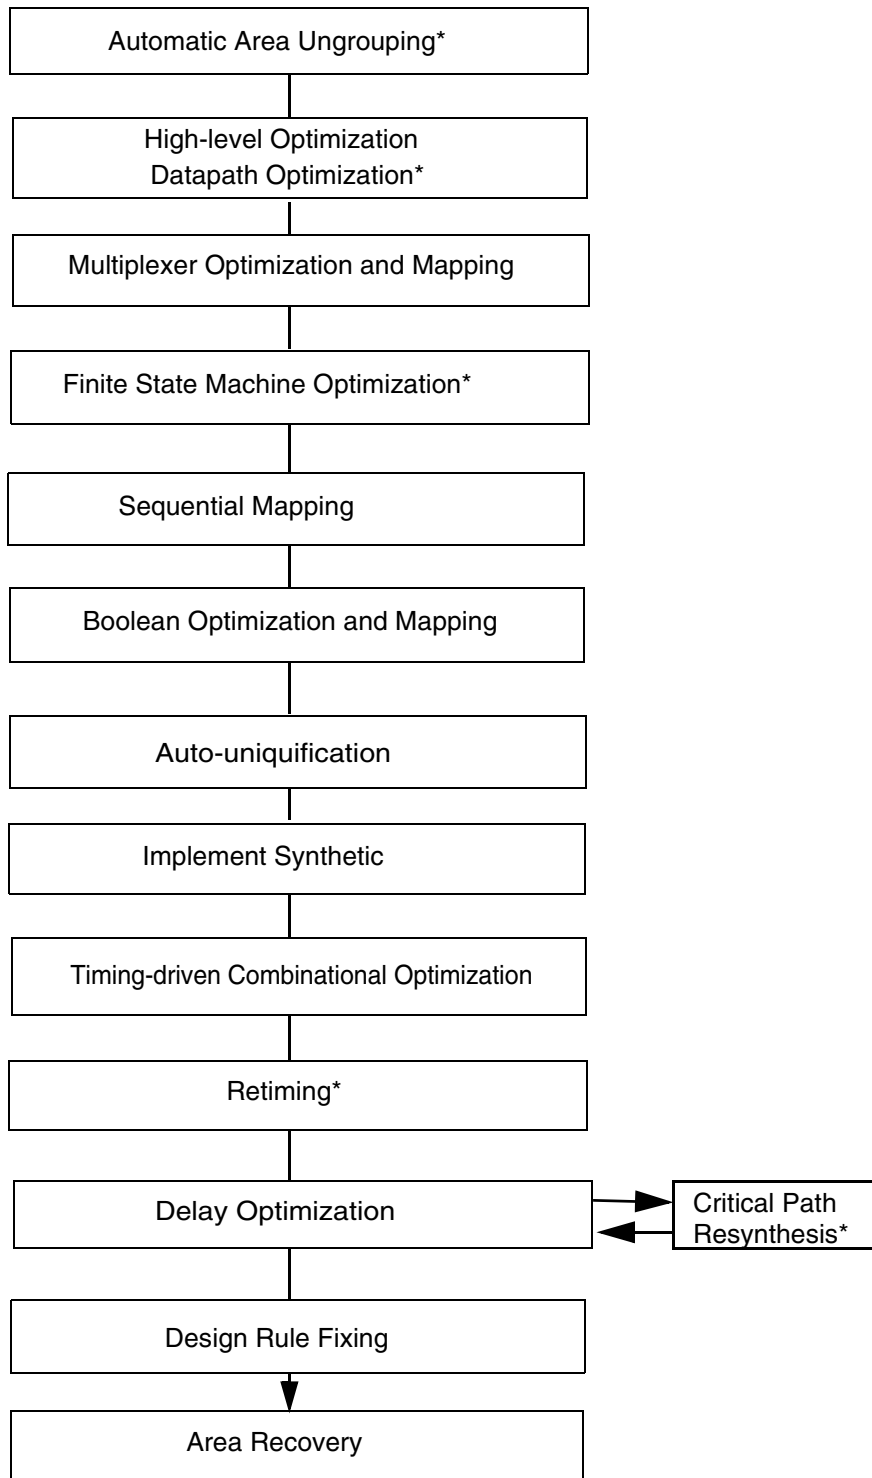 Automatic Area Ungrouping*
High-level Optimization
Datapath Optimization*
Multiplexer Optimization and Mapping
Finite State Machine Optimization*
Sequential Mapping
Boolean Optimization and Mapping
Auto-uniquification
Implement Synthetic
Timing-driven Combinational Optimization
Retiming*
Delay Optimization
Critical Path
Resynthesis*
Design Rule Fixing
Area Recovery